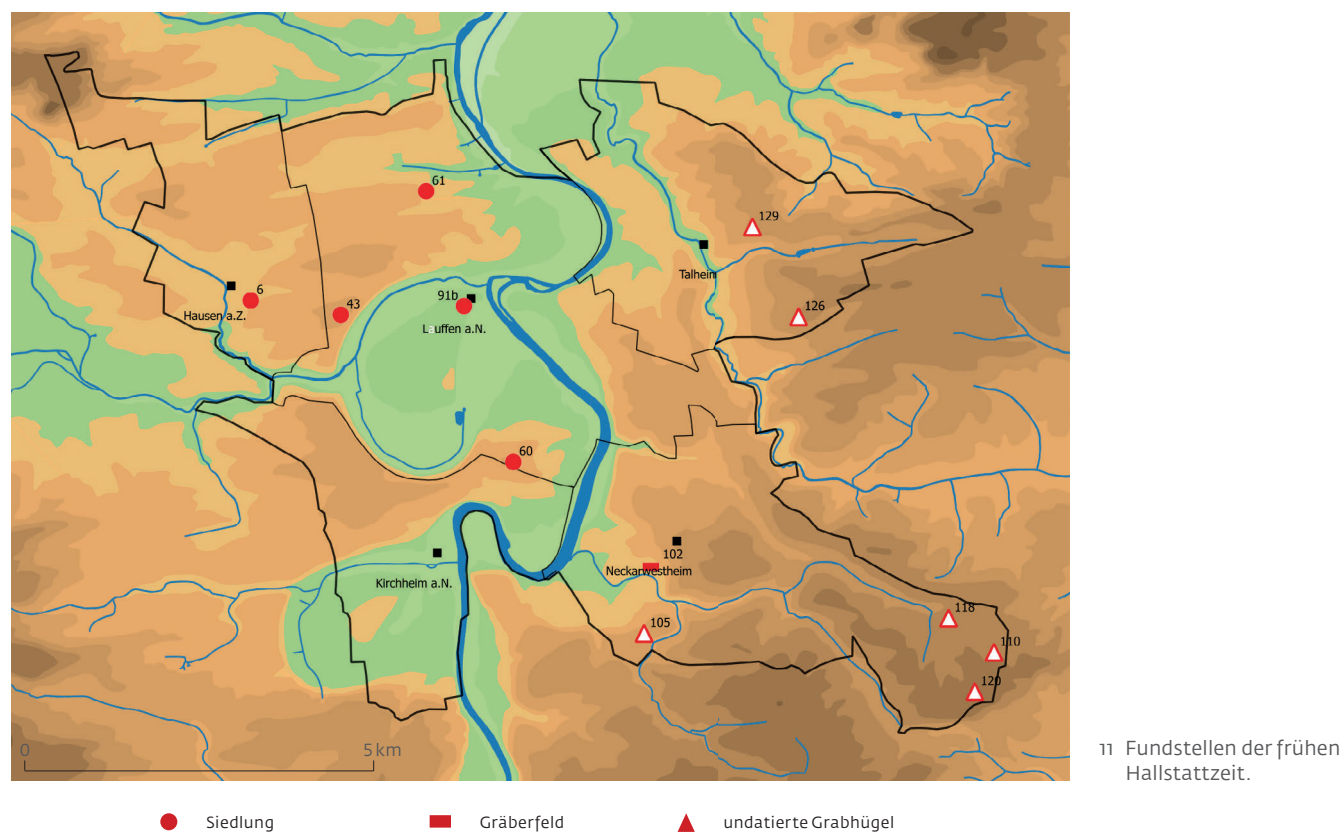 61
129
Talheim
6
91b
43
126
Hausen a.Z.
Lauffen a.N.
60
102
Kirchheim a.N.
Neckarwestheim
118
105
110
120
0 5 km
11 Fundstellen der frühen
Hallstattzeit.
Siedlung Gräberfeld undatierte Grabhügel